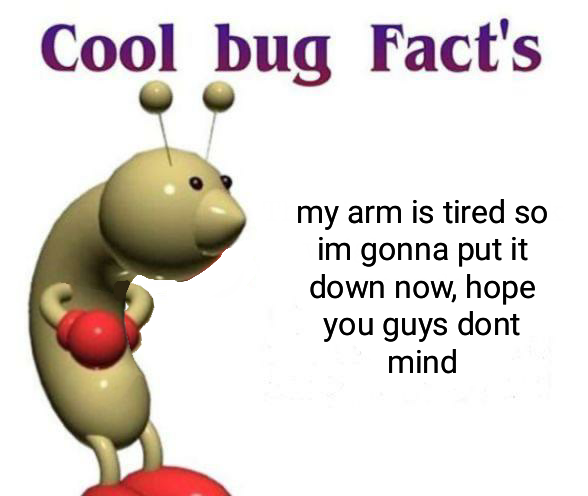 Cool bug Fact's
my arm is tired so
im gonna put it
down now, hope
you guys dont
mind